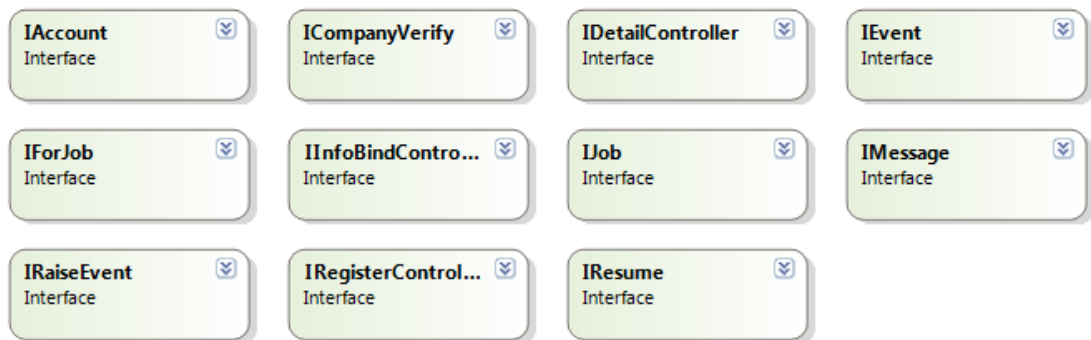 IAccount
Interface
ICompanyVerify
Interface
IDetailController
Interface
IEvent
Interface
IForJob
Interface
IInfoBindContro...
Interface
IJob
Interface
IMessage
Interface
IRaiseEvent
Interface
IRegisterControl...
Interface
IResume
Interface